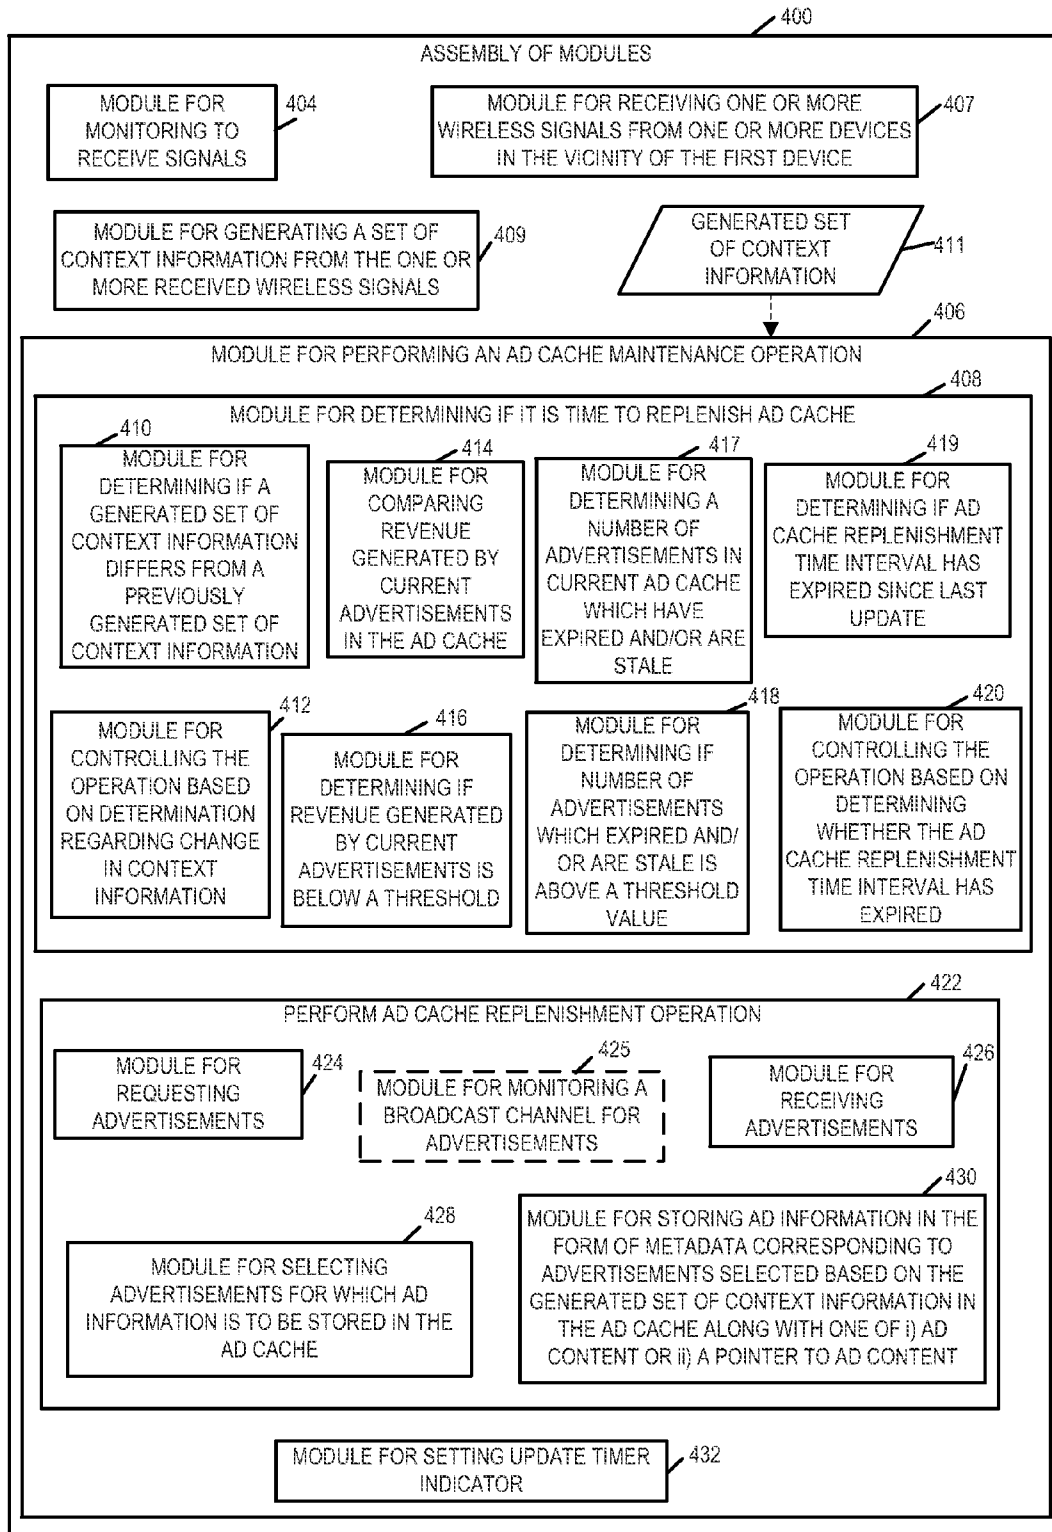 400
ASSEMBLY OF MODULES
MODULE FOR
MONITORING TO
RECEIVE SIGNALS
404
MODULE FOR RECEIVING ONE OR MORE
WIRELESS SIGNALS FROM ONE OR MORE DEVICES
IN THE VICINITY OF THE FIRST DEVICE
407
MODULE FOR GENERATING A SET OF
CONTEXT INFORMATION FROM THE ONE OR
MORE RECEIVED WIRELESS SIGNALS
409
GENERATED SET
OF CONTEXT
INFORMATION
411
406
MODULE FOR PERFORMING AN AD CACHE MAINTENANCE OPERATION
408
MODULE FOR DETERMINING IF IT IS TIME TO REPLENISH AD CACHE
410
MODULE FOR
DETERMINING IF A
GENERATED SET OF
CONTEXT INFORMATION
DIFFERS FROM A
PREVIOUSLY
GENERATED SET OF
CONTEXT INFORMATION
414
MODULE FOR
COMPARING
REVENUE
GENERATED BY
CURRENT
ADVERTISEMENTS
IN THE AD CACHE
417
MODULE FOR
DETERMINING A
NUMBER OF
ADVERTISEMENTS IN
CURRENT AD CACHE
WHICH HAVE
EXPIRED AND/OR ARE
STALE
419
MODULE FOR
DETERMINING IF AD
CACHE REPLENISHMENT
TIME INTERVAL HAS
EXPIRED SINCE LAST
UPDATE
412
MODULE FOR
CONTROLLING THE
OPERATION BASED
ON DETERMINATION
REGARDING CHANGE
IN CONTEXT
INFORMATION
416
MODULE FOR
DETERMINING IF
REVENUE GENERATED
BY CURRENT
ADVERTISEMENTS IS
BELOW A THRESHOLD
418
MODULE FOR
DETERMINING IF
NUMBER OF
ADVERTISEMENTS
WHICH EXPIRED AND/
OR ARE STALE IS
ABOVE A THRESHOLD
VALUE
420
MODULE FOR
CONTROLLING THE
OPERATION BASED ON
DETERMINING
WHETHER THE AD
CACHE REPLENISHMENT
TIME INTERVAL HAS
EXPIRED
422
PERFORM AD CACHE REPLENISHMENT OPERATION
MODULE FOR
REQUESTING
ADVERTISEMENTS
424
425
MODULE FOR MONITORING A
BROADCAST CHANNEL FOR
ADVERTISEMENTS
MODULE FOR
RECEIVING
ADVERTISEMENTS
426
428
MODULE FOR SELECTING
ADVERTISEMENTS FOR WHICH AD
INFORMATION IS TO BE STORED IN THE
AD CACHE
430
MODULE FOR STORING AD INFORMATION IN THE
FORM OF METADATA CORRESPONDING TO
ADVERTISEMENTS SELECTED BASED ON THE
GENERATED SET OF CONTEXT INFORMATION IN
THE AD CACHE ALONG WITH ONE OF i) AD
CONTENT OR ii) A POINTER TO AD CONTENT
MODULE FOR SETTING UPDATE TIMER
INDICATOR
432